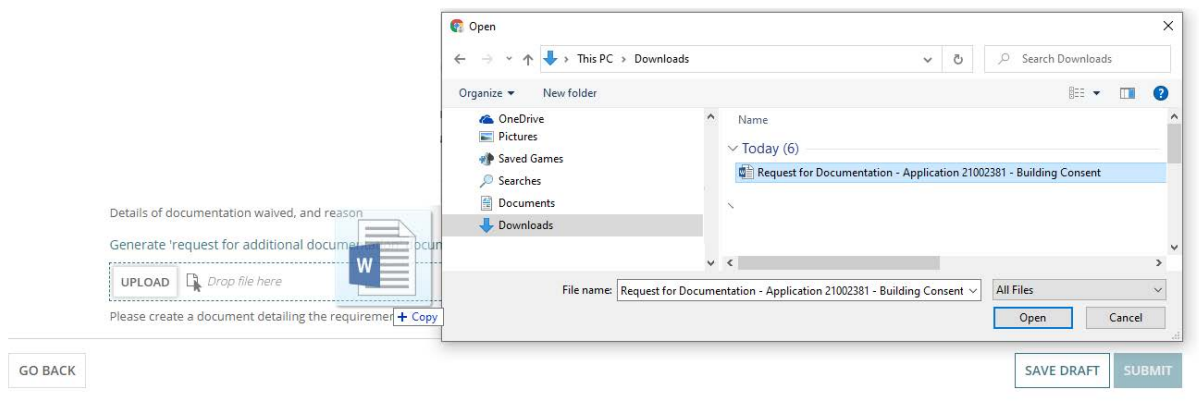 Open
This PC > Downloads
Search Downloads
Organize
New folder
OneDrive
Pictures
Saved Games
Searches
Documents
Downloads
Name
Today (6)
Request for Documentation - Application 21002381 - Building Consent
File name: Request for Documentation - Application 21002381 - Building Consent
All Files
Open
Cancel
Details of documentation waived, and reason
Generate 'request for additional
UPLOAD
Drop file here
W
Please create a document detailing the
+ Copy
GO BACK
SAVE DRAFT
SUBMIT